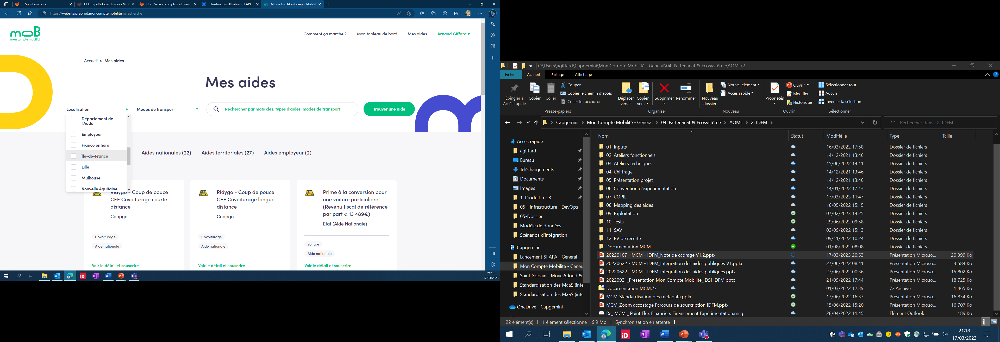 1. Sprint en cours
DOC | spéléologie des docs MCM
Doc | Version complète et finale
Infrastructure détaillée - SI APA -
Mes aides | Mon Compte Mobilit
https://website.preprod.moncomptemobilite.fr/recherche
moB
mon compte mobilité
Comment ça marche ?
Mon tableau de bord
Mes aides
Arnaud Giffard ▾
Accueil > Mes aides
Mes aides
Localisation
Modes de transport
Rechercher par mots clés, types d'aides, modes de transport
Trouver une aide
Département de
l'Aude
Employeur
France entière
Île-de-France
Lille
Mulhouse
Nouvelle Aquitaine
Aides nationales (22)
Aides territoriales (27)
Aides employeur (2)
Ridygo - Coup de pouce
CEE Covoiturage courte
distance
Coopgo
Covoiturage
Aide nationale
Voir le détail et souscrire
Ridygo - Coup de pouce
CEE Covoiturage longue
distance
Coopgo
Covoiturage
Aide nationale
Voir le détail et souscrire
Prime à la conversion pour
une voiture particulière
(Revenu fiscal de référence
par part ⩽ 13 489€)
Etat (Aide Nationale)
Voiture
Aide nationale
Voir le détail et souscrire
21:18
17/03/2023
C:\Users\agiffard\Capgemini\Mon Compte Mobilité - General\04. Partenariat & Ecosystème\AOMs\2.
Fichier
Accueil
Partage
Affichage
Épingler à
Accès rapide
Copier
Coller
Couper
Copier le chemin d'accès
Coller le raccourci
Presse-papiers
Déplacer
vers
Copier
vers
Supprimer
Renommer
Organiser
Nouveau
dossier
Nouvel élément
Accès rapide
Nouveau
Propriétés
Ouvrir
Modifier
Historique
Ouvrir
Sélectionner tout
Aucun
Inverser la sélection
Sélectionner
Capgemini > Mon Compte Mobilité - General > 04. Partenariat & Ecosystème > AOMs > 2. IDFM >
Rechercher dans : 2. IDFM
Accès rapide
agiffard
Bureau
Téléchargements
Documents
Images
1. Produit moB
05 - Infrastructure - DevOps
05-Dossier
Modèle de données
Scénarios d'intégration
Capgemini
Lancement SI APA - General
Mon Compte Mobilité - Genera
Saint Gobain - Move2Cloud &
Standardisation des MaaS (inte
Standardisation des MaaS (inte
OneDrive - Capgemini
Nom Statut Modifié le Type Taille
01. Inputs 16/03/2022 17:58 Dossier de fichiers
02. Ateliers fonctionnels 14/12/2021 13:46 Dossier de fichiers
03. Ateliers techniques 15/06/2022 14:11 Dossier de fichiers
04. Chiffrage 14/12/2021 13:46 Dossier de fichiers
05. Présentation projet 14/12/2021 13:46 Dossier de fichiers
06. Convention d'expérimentation 14/01/2022 17:13 Dossier de fichiers
07. COPIL 17/03/2023 11:47 Dossier de fichiers
08. Mapping des aides 18/05/2022 15:15 Dossier de fichiers
09. Exploitation 07/02/2023 14:25 Dossier de fichiers
10. Tests 29/06/2022 09:58 Dossier de fichiers
11. SAV 02/09/2022 15:13 Dossier de fichiers
12. PV de recette 09/11/2022 10:24 Dossier de fichiers
Documentation MCM 01/08/2022 08:08 Dossier de fichiers
20220107 - MCM - IDFM_Note de cadrage V1.2.pptx 17/03/2023 20:53 Présentation Microso... 20 399 Ko
20220622 - MCM - IDFM_Intégration des aides publiques V1.pptx 27/06/2022 08:41 Présentation Microso... 3 584 Ko
20220622 - MCM - IDFM_Intégration des aides publiques.pptx 27/06/2022 00:36 Présentation Microso... 15 802 Ko
20220921_Presentation Mon Compte Mobilite_ DSI IDFM.pptx 21/09/2022 17:44 Présentation Microso... 18 725 Ko
Documentation MCM.7z 01/03/2022 12:39 7z Archive 1 465 Ko
MCM_Standardisation des metadata.pptx 17/06/2022 16:37 Présentation Microso... 16 834 Ko
MCM_Zoom accostage Parcours de souscription IDFM.pptx 15/06/2022 15:20 Présentation Microso... 16 707 Ko
Re_ MCM _ Point Flux Financiers Financement Expérimentation.msg 28/04/2022 11:45 Élément Outlook 189 Ko
22 élément(s) | 1 élément sélectionné 19,9 Mo | Synchronisation en attente |
21:18
17/03/2023